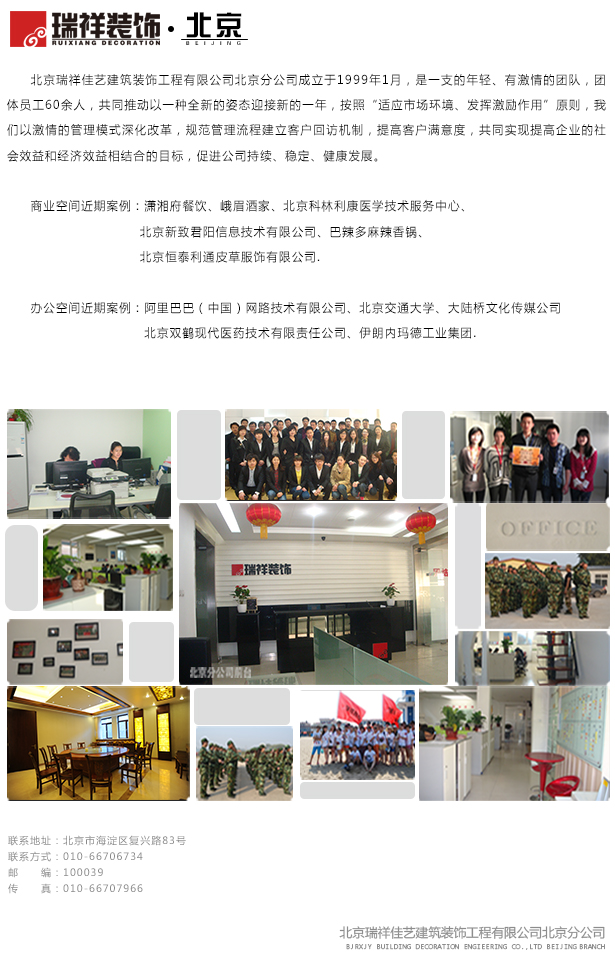 瑞祥装饰·北京
RUIXIANG DECORATION
BEIJING
北京瑞祥佳艺建筑装饰工程有限公司北京分公司成立于1999年1月，是一支的年轻、有激情的团队，团
体员工60余人，共同推动以一种全新的姿态迎接新的一年，按照“适应市场环境、发挥激励作用”原则，我
们以激情的管理模式深化改革，规范管理流程建立客户回访机制，提高客户满意度，共同实现提高企业的社
会效益和经济效益相结合的目标，促进公司持续、稳定、健康发展。
商业空间近期案例：潇湘府餐饮、峨眉酒家、北京科林利康医学技术服务中心、
北京新致君阳信息技术有限公司、巴辣多麻辣香锅、
北京恒泰利通皮草服饰有限公司.
办公空间近期案例：阿里巴巴（中国）网路技术有限公司、北京交通大学、大陆桥文化传媒公司
北京双鹤现代医药技术有限责任公司、伊朗内玛德工业集团.
OFFICE
瑞祥装饰
北京分公司前台
联系地址：北京市海淀区复兴路83号
联系方式：010-66706734
邮　　编：100039
传　　真：010-66707966
北京瑞祥佳艺建筑装饰工程有限公司北京分公司
BJRXJY BUILDING DECORATION ENGIEERING CO.,LTD BEIJING BRANCH